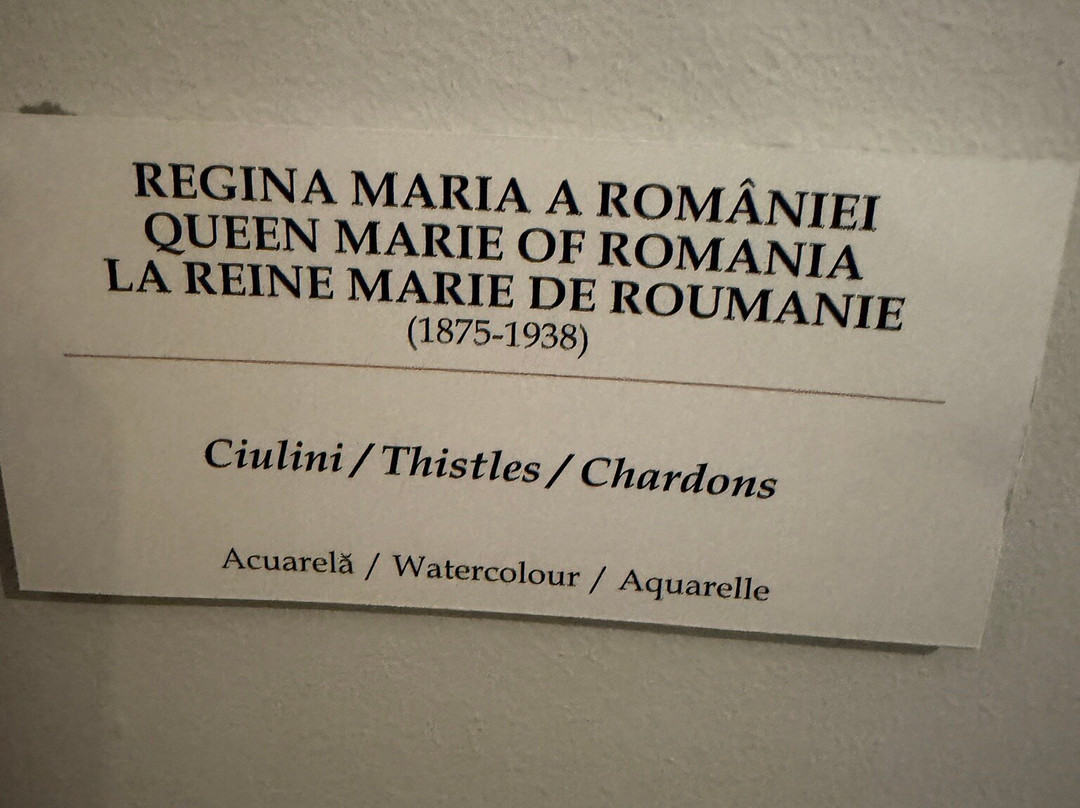 REGINA MARIA A ROMÂNIEI
QUEEN MARIE OF ROMANIA
LA REINE MARIE DE ROUMANIE
(1875-1938)
Ciulini / Thistles / Chardons
Acuarelă / Watercolour / Aquarelle